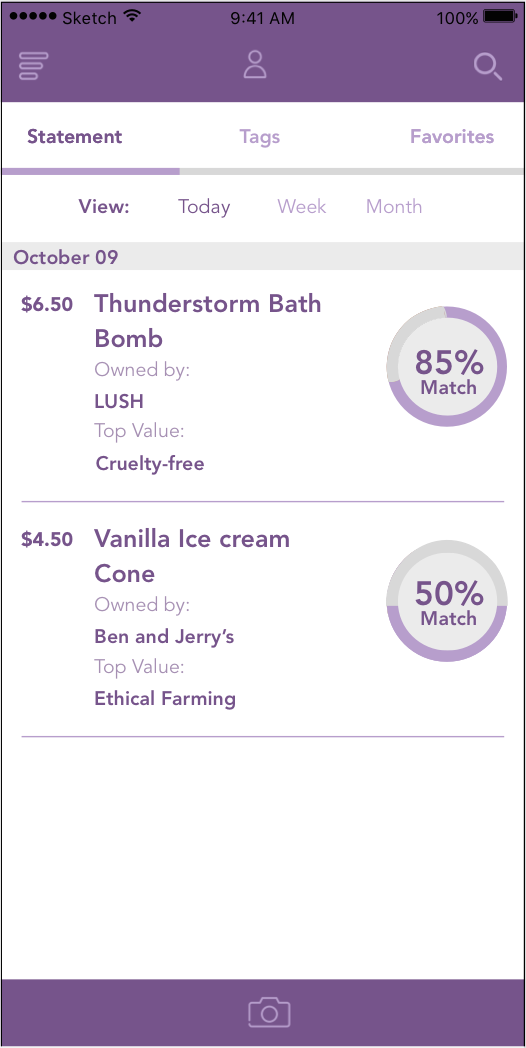 Sketch 9:41 AM 100%
Statement Tags Favorites
View: Today Week Month
October 09
$6.50 Thunderstorm Bath
Bomb
Owned by:
LUSH
Top Value:
Cruelty-free
85%
Match
$4.50 Vanilla Ice cream
Cone
Owned by:
Ben and Jerry’s
Top Value:
Ethical Farming
50%
Match